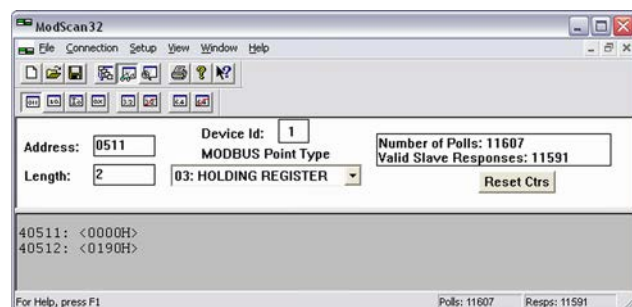 ModScan32
File Connection Setup View Window Help
Address: 0511
Device Id: 1
MODBUS Point Type
Length: 2
03: HOLDING REGISTER
Number of Polls: 11607
Valid Slave Responses: 11591
Reset Ctrs
40511: <0000H>
40512: <0190H>
For Help, press F1
Polls: 11607
Resps: 11591